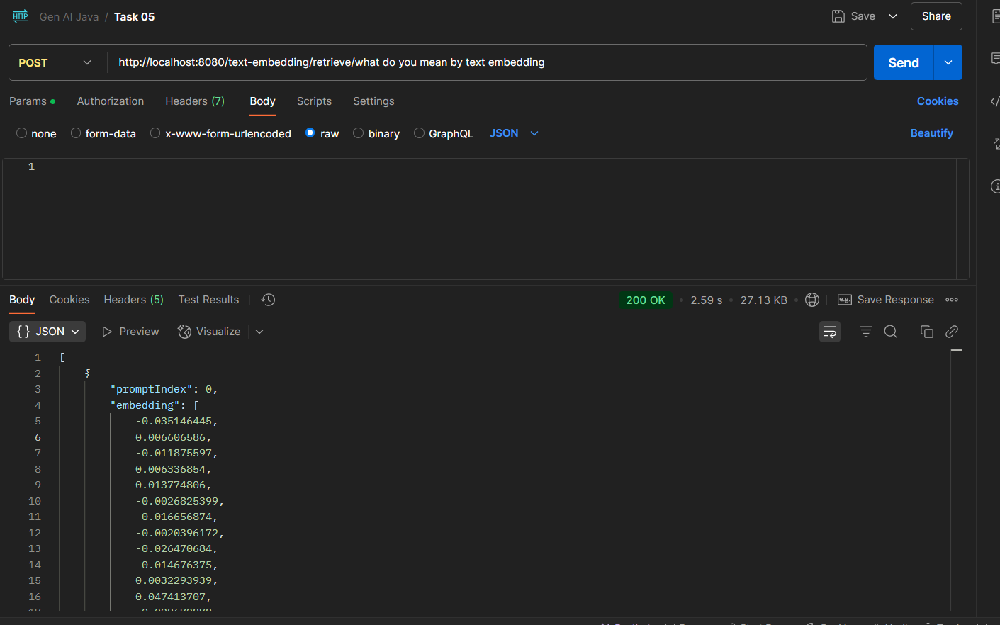 HTTP Gen AI Java / Task 05 Save Share
POST http://localhost:8080/text-embedding/retrieve/what do you mean by text embedding Send
Params Authorization Headers (7) Body Scripts Settings Cookies
none form-data x-www-form-urlencoded raw binary GraphQL JSON Beautify
1
Body Cookies Headers (5) Test Results 200 OK 2.59 s 27.13 KB e.g. Save Response
{} JSON Preview Visualize
1 [
2 {
3 "promptIndex": 0,
4 "embedding": [
5 -0.035146445,
6 0.006606586,
7 -0.011875597,
8 0.006336854,
9 0.013774806,
10 -0.0026825399,
11 -0.016656874,
12 -0.0020396172,
13 -0.026470684,
14 -0.014676375,
15 0.0032293939,
16 0.047413707,